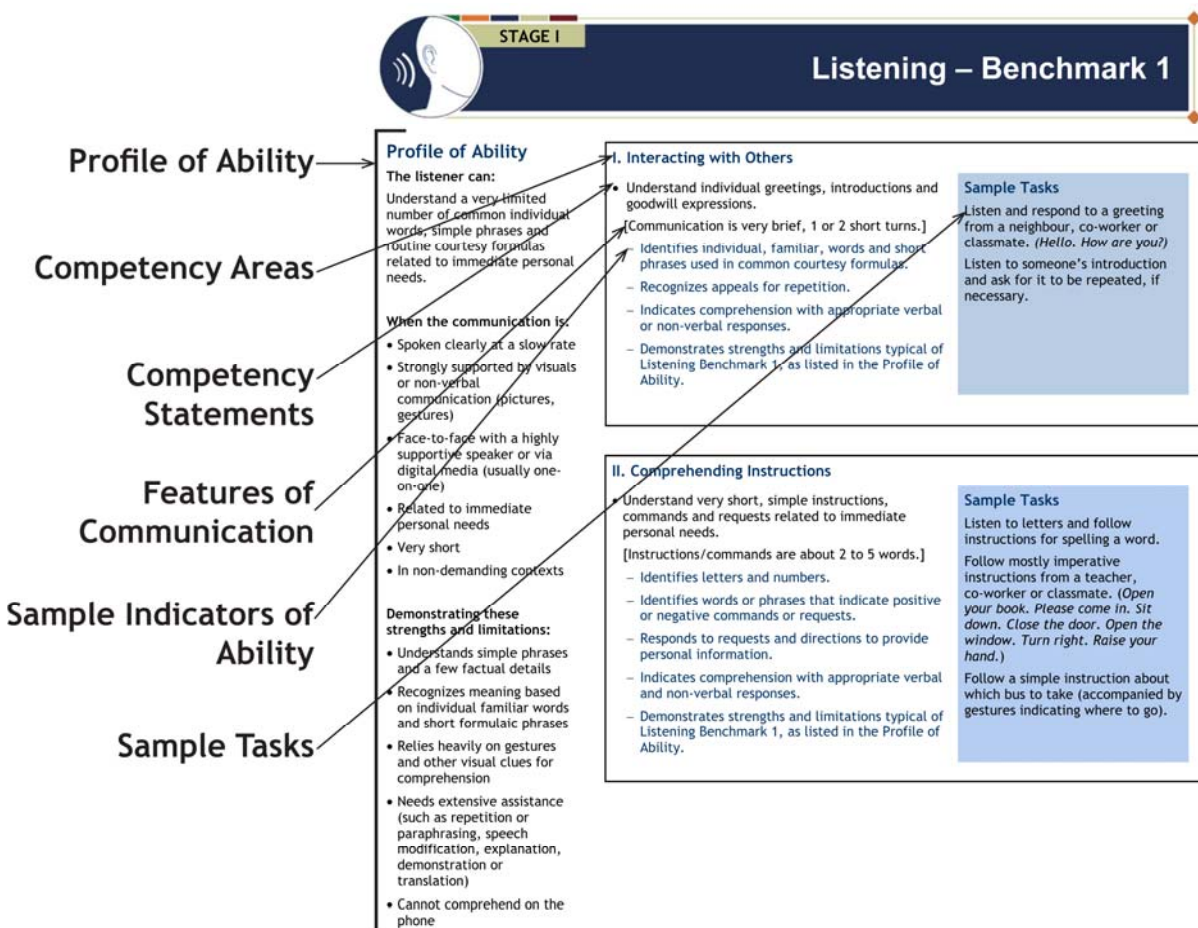 STAGE I
Listening – Benchmark 1
Profile of Ability
Competency Areas
Competency
Statements
Features of
Communication
Sample Indicators of
Ability
Sample Tasks
Profile of Ability
The listener can:
Understand a very limited
number of common individual
words, simple phrases and
routine courtesy formulas
related to immediate personal
needs.
When the communication is:
• Spoken clearly at a slow rate
• Strongly supported by visuals
or non-verbal
communication (pictures,
gestures)
• Face-to-face with a highly
supportive speaker or via
digital media (usually one-
on-one)
• Related to immediate
personal needs
• Very short
• In non-demanding contexts
Demonstrating these
strengths and limitations:
• Understands simple phrases
and a few factual details
• Recognizes meaning based
on individual familiar words
and short formulaic phrases
• Relies heavily on gestures
and other visual clues for
comprehension
• Needs extensive assistance
(such as repetition or
paraphrasing, speech
modification, explanation,
demonstration or
translation)
• Cannot comprehend on the
phone
I. Interacting with Others
• Understand individual greetings, introductions and
goodwill expressions.
[Communication is very brief, 1 or 2 short turns.]
– Identifies individual, familiar, words and short
phrases used in common courtesy formulas.
– Recognizes appeals for repetition.
– Indicates comprehension with appropriate verbal
or non-verbal responses.
– Demonstrates strengths and limitations typical of
Listening Benchmark 1, as listed in the Profile of
Ability.
Sample Tasks
Listen and respond to a greeting
from a neighbour, co-worker or
classmate. (Hello. How are you?)
Listen to someone's introduction
and ask for it to be repeated, if
necessary.
II. Comprehending Instructions
• Understand very short, simple instructions,
commands and requests related to immediate
personal needs.
[Instructions/commands are about 2 to 5 words.]
– Identifies letters and numbers.
– Identifies words or phrases that indicate positive
or negative commands or requests.
– Responds to requests and directions to provide
personal information.
– Indicates comprehension with appropriate verbal
and non-verbal responses.
– Demonstrates strengths and limitations typical of
Listening Benchmark 1, as listed in the Profile of
Ability.
Sample Tasks
Listen to letters and follow
instructions for spelling a word.
Follow mostly imperative
instructions from a teacher,
co-worker or classmate. (Open
your book. Please come in. Sit
down. Close the door. Open the
window. Turn right. Raise your
hand.)
Follow a simple instruction about
which bus to take (accompanied by
gestures indicating where to go).